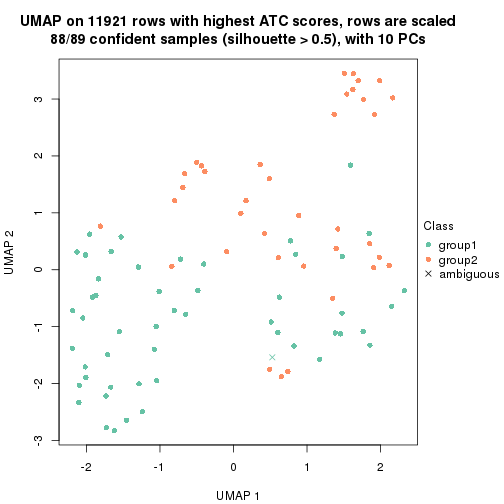 UMAP on 11921 rows with highest ATC scores, rows are scaled
88/89 confident samples (silhouette > 0.5), with 10 PCs
3
2
1
0
-1
-2
-3
UMAP 2
-2
-1
0
1
2
UMAP 1
Class
group1
group2
ambiguous